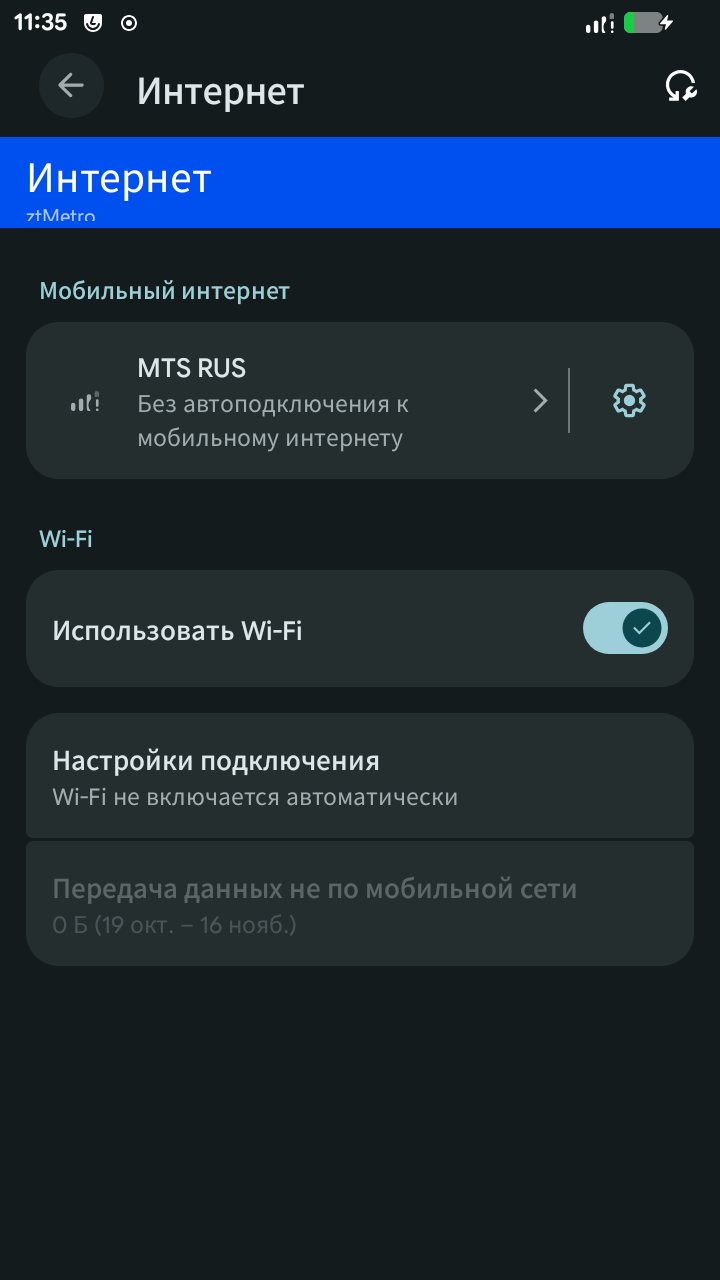 11:35
Интернет
Интернет
ztMetro
Мобильный интернет
MTS RUS
Без автоподключения к
мобильному интернету
Wi-Fi
Использовать Wi-Fi
Настройки подключения
Wi-Fi не включается автоматически
Передача данных не по мобильной сети
0 Б (19 окт. – 16 нояб.)